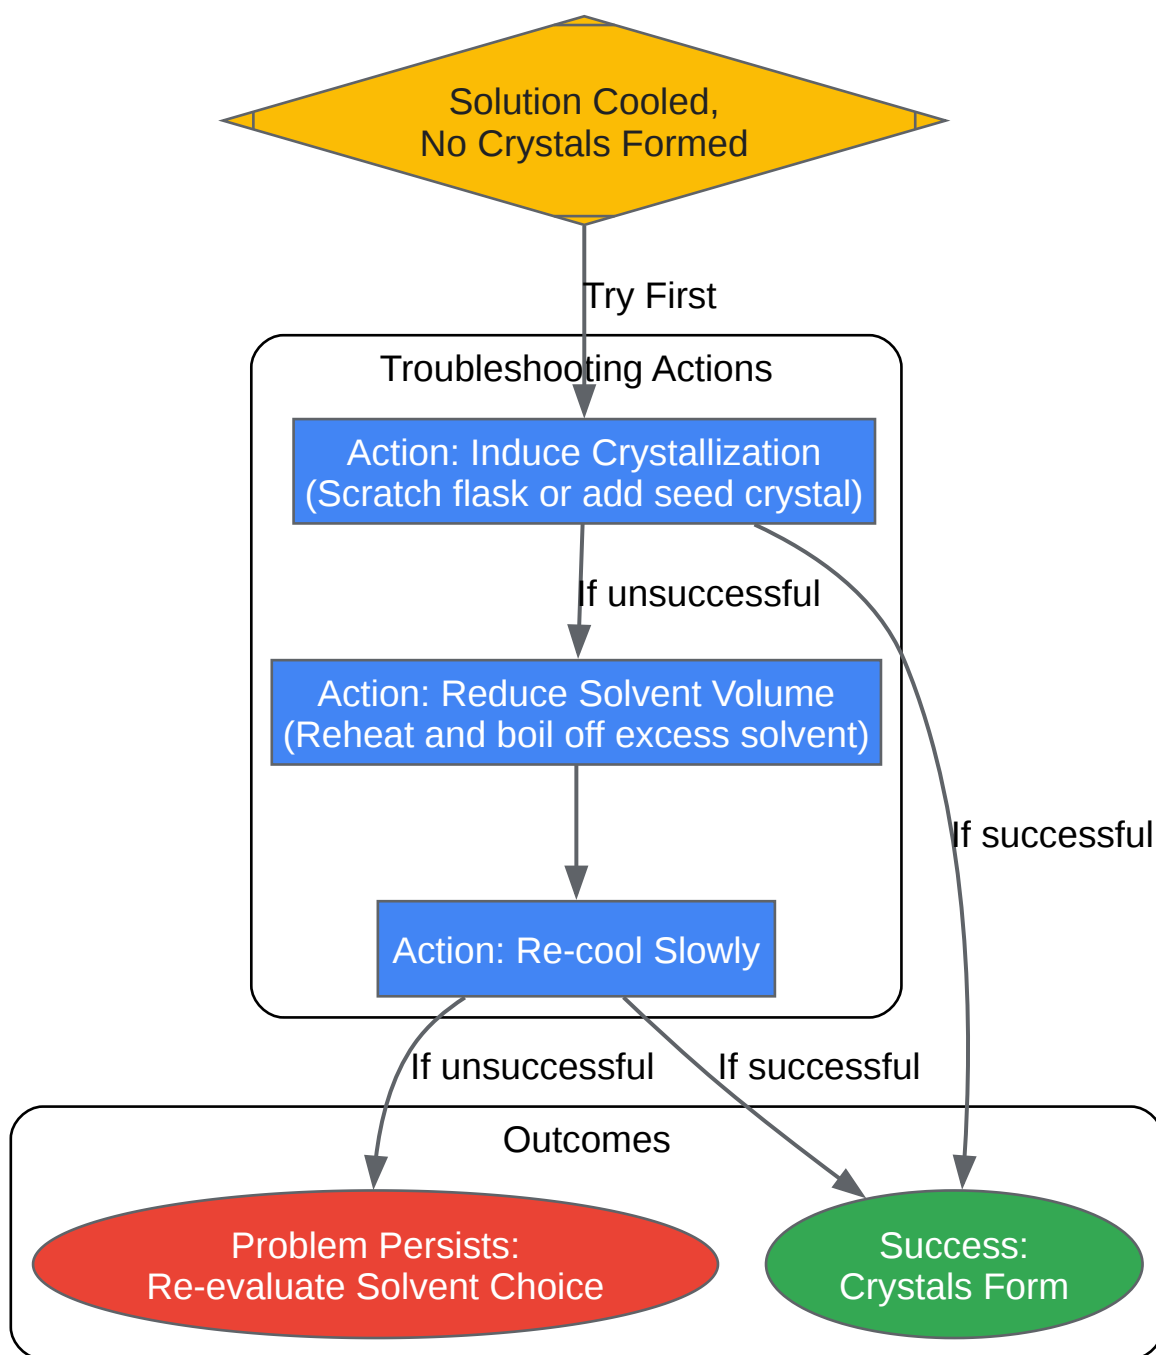 Solution Cooled,
No Crystals Formed
Try First
Troubleshooting Actions
Action: Induce Crystallization
(Scratch flask or add seed crystal)
If unsuccessful
Action: Reduce Solvent Volume
(Reheat and boil off excess solvent)
If successful
Action: Re-cool Slowly
If unsuccessful
If successful
Outcomes
Problem Persists:
Re-evaluate Solvent Choice
Success:
Crystals Form